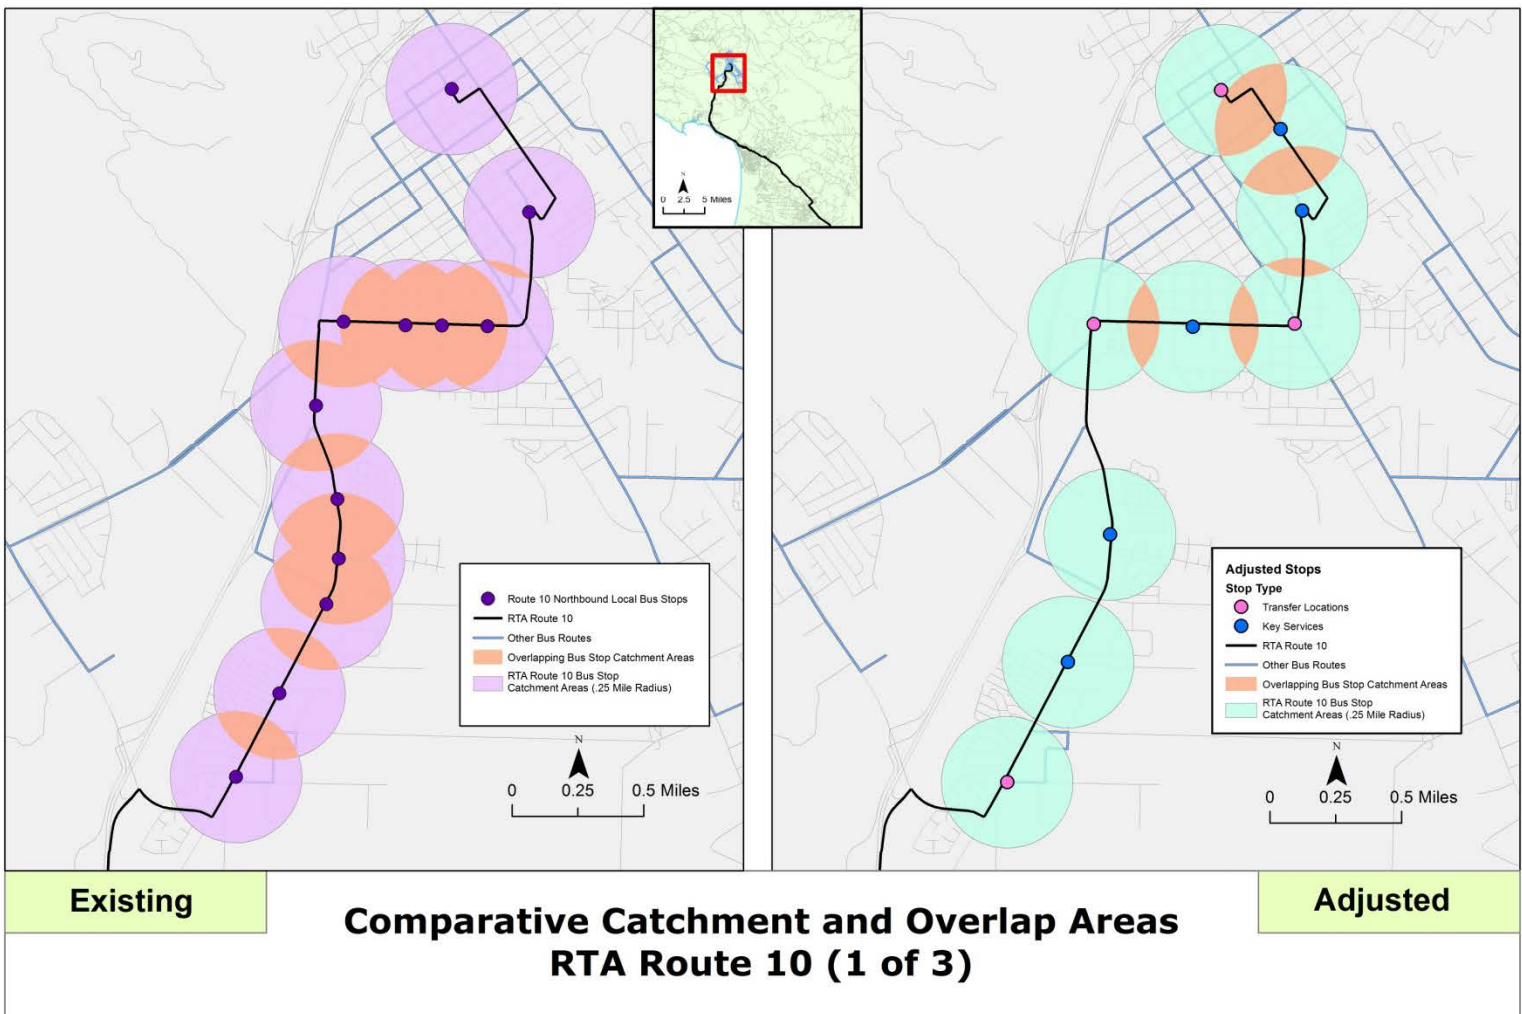 N
0 2.5 5 Miles
Route 10 Northbound Local Bus Stops
RTA Route 10
Other Bus Routes
Overlapping Bus Stop Catchment Areas
RTA Route 10 Bus Stop
Catchment Areas (.25 Mile Radius)
N
0 0.25 0.5 Miles
Adjusted Stops
Stop Type
Transfer Locations
Key Services
RTA Route 10
Other Bus Routes
Overlapping Bus Stop Catchment Areas
RTA Route 10 Bus Stop
Catchment Areas (.25 Mile Radius)
N
0 0.25 0.5 Miles
Existing
Adjusted
Comparative Catchment and Overlap Areas
RTA Route 10 (1 of 3)